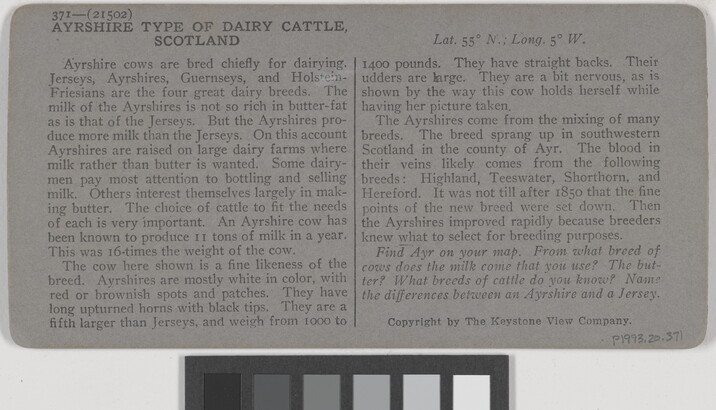 371—(21502)
AYRSHIRE TYPE OF DAIRY CATTLE,
SCOTLAND
Ayrshire cows are bred chiefly for dairying.
Jerseys, Ayrshires, Guernseys, and Holstein-
Friesians are the four great dairy breeds. The
milk of the Ayrshires is not so rich in butter-fat
as is that of the Jerseys. But the Ayrshires pro-
duce more milk than the Jerseys. On this account
Ayrshires are raised on large dairy farms where
milk rather than butter is wanted. Some dairy-
men pay most attention to bottling and selling
milk. Others interest themselves largely in mak-
ing butter. The choice of cattle to fit the needs
of each is very important. An Ayrshire cow has
been known to produce 11 tons of milk in a year.
This was 16-times the weight of the cow.
The cow here shown is a fine likeness of the
breed. Ayrshires are mostly white in color, with
red or brownish spots and patches. They have
long upturned horns with black tips. They are a
fifth larger than Jerseys, and weigh from 1000 to
Lat. 55° N.; Long. 5° W.
1400 pounds. They have straight backs. Their
udders are large. They are a bit nervous, as is
shown by the way this cow holds herself while
having her picture taken.
The Ayrshires come from the mixing of many
breeds. The breed sprang up in southwestern
Scotland in the county of Ayr. The blood in
their veins likely comes from the following
breeds: Highland, Teeswater, Shorthorn, and
Hereford. It was not till after 1850 that the fine
points of the new breed were set down. Then
the Ayrshires improved rapidly because breeders
knew what to select for breeding purposes.
Find Ayr on your map. From what breed of
cows does the milk come that you use? The but-
ter? What breeds of cattle do you know? Name
the differences between an Ayrshire and a Jersey.
Copyright by The Keystone View Company.
P1993.20.371